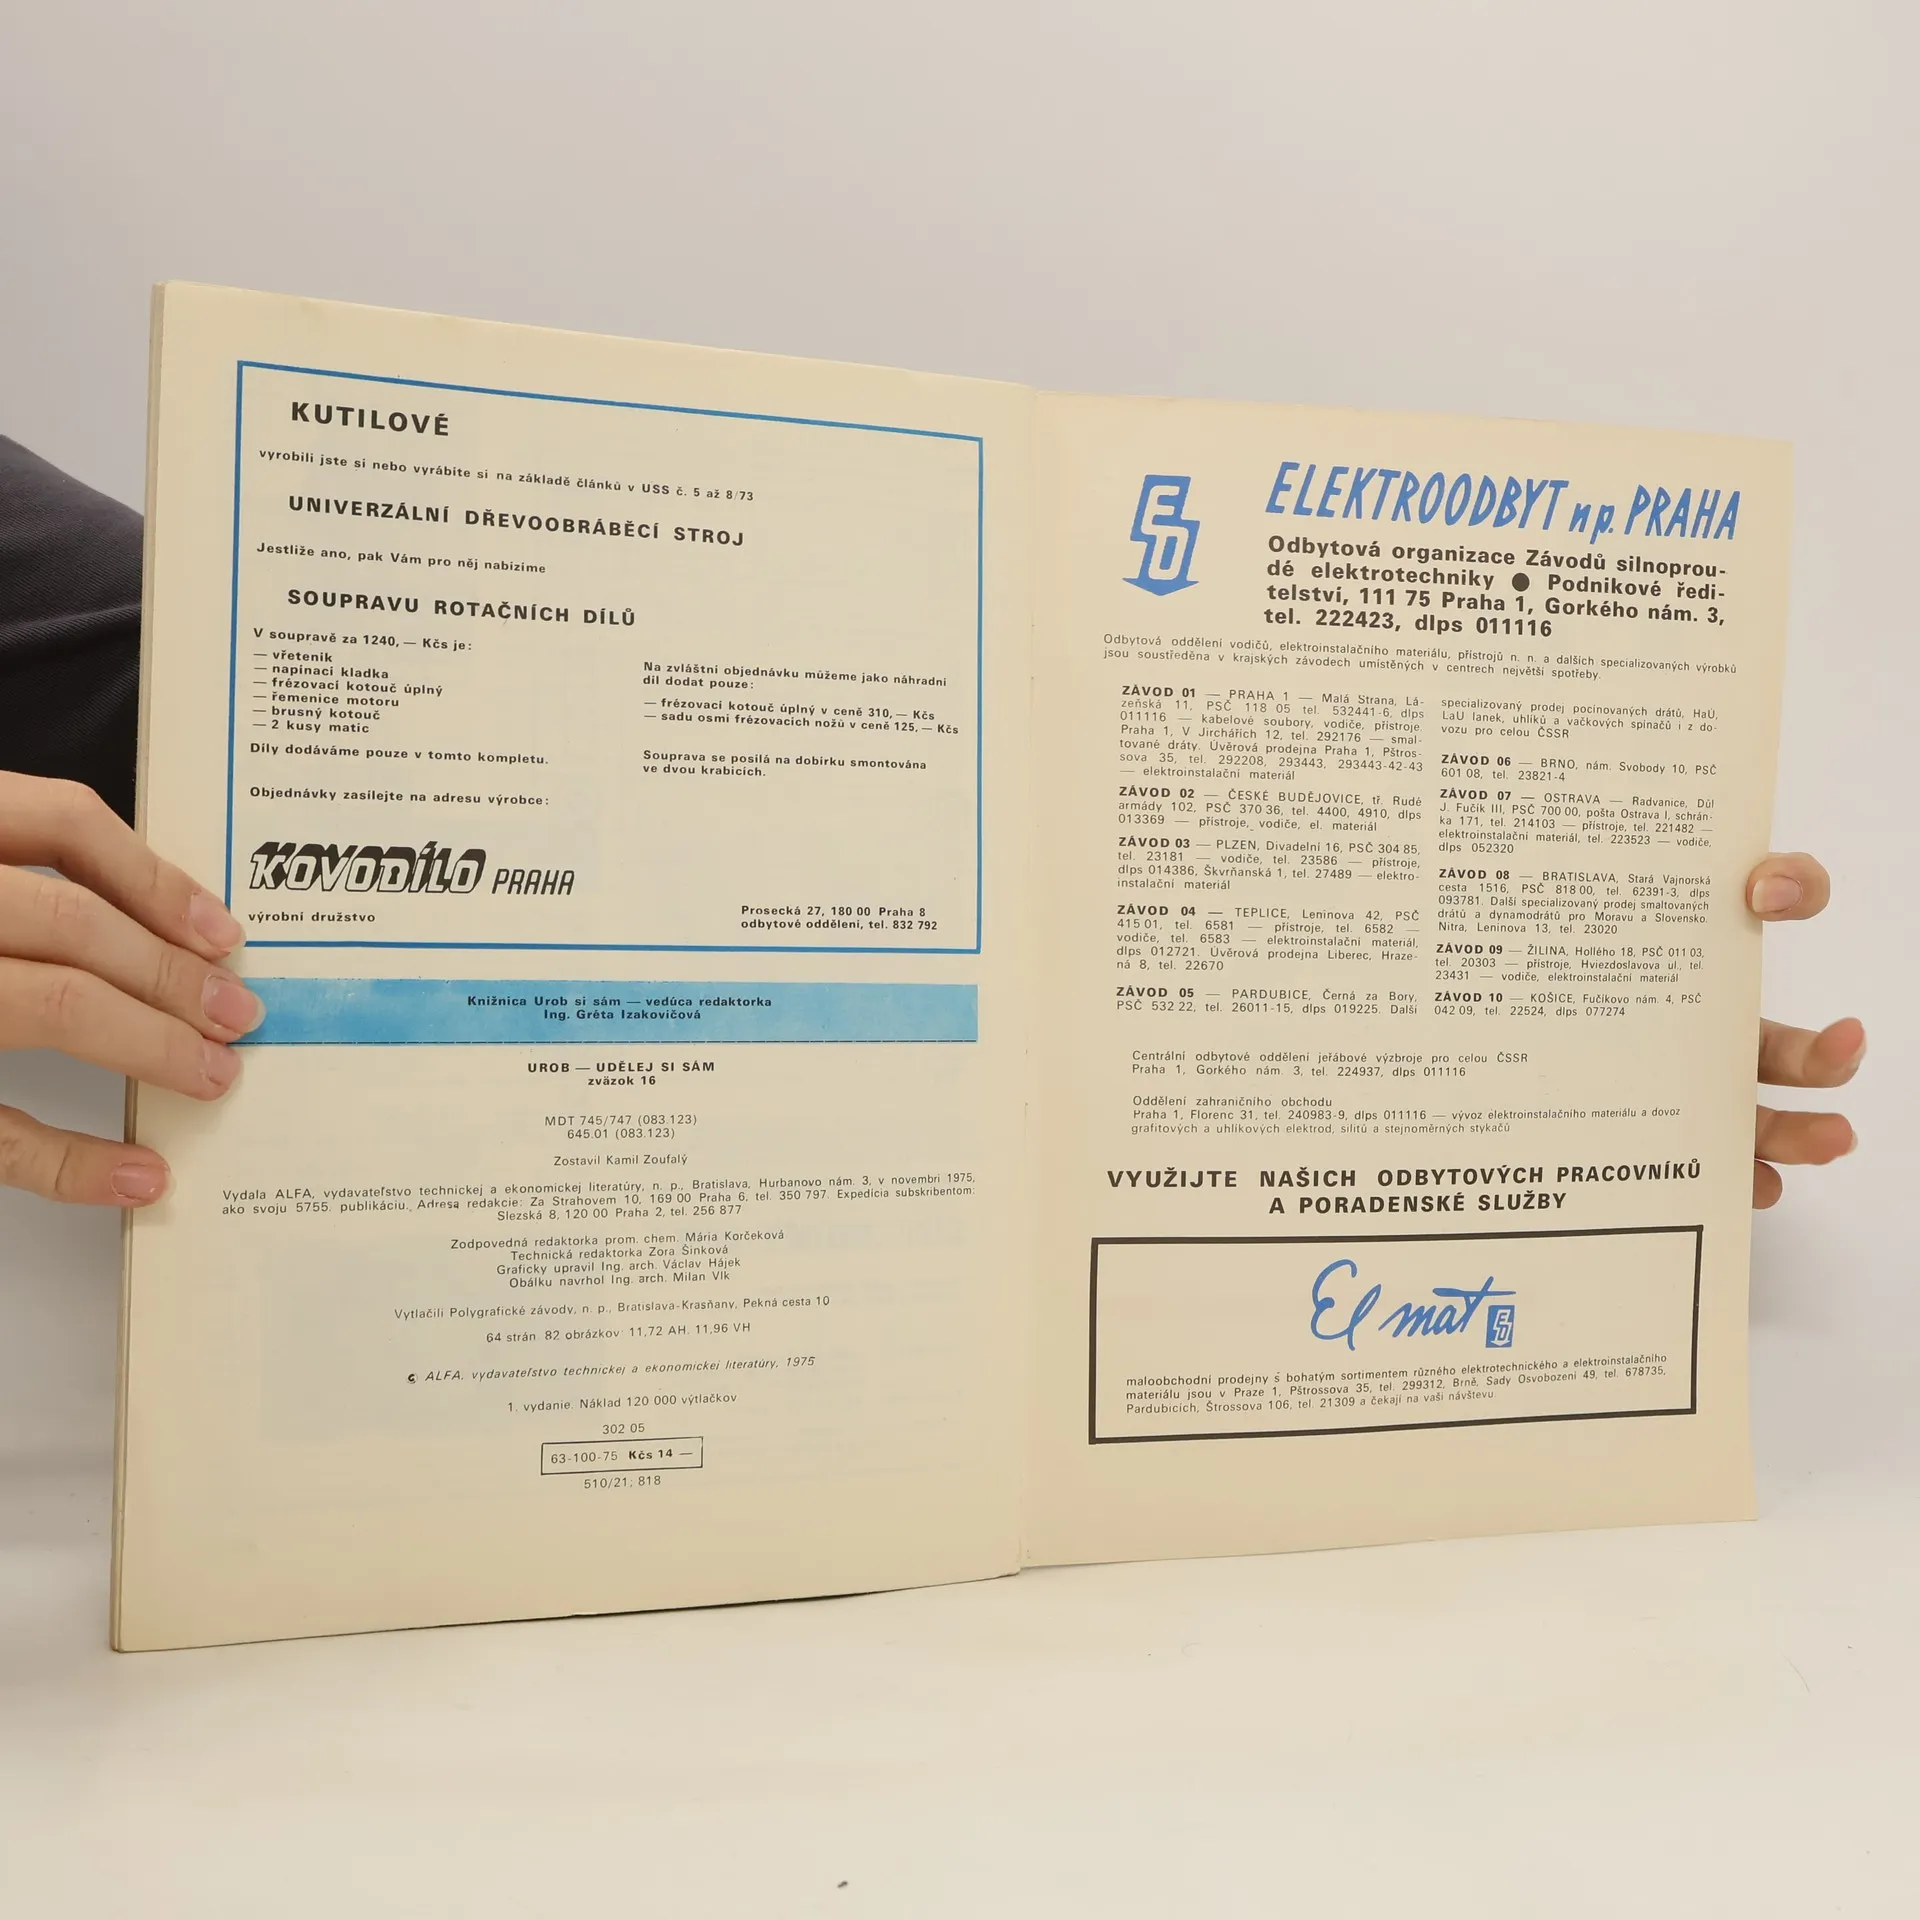 KUTILOVÉ
vyrobili jste si nebo vyrábíte si na základě článků v USS č. 5 až 8/73
UNIVERZÁLNÍ DŘEVOOBRÁBĚCÍ STROJ
Jestliže ano, pak Vám pro něj nabízíme
SOUPRAVU ROTAČNÍCH DÍLŮ
V soupravě za 1240,— Kčs je:
— vřeteník
— napínací kladka
— frézovací kotouč úplný
— řemenice motoru
— brusný kotouč
— 2 kusy matic
Díly dodáváme pouze v tomto kompletu.
Objednávky zasílejte na adresu výrobce:
Na zvláštní objednávku můžeme jako náhradní
díl dodat pouze:
— frézovací kotouč úplný v ceně 310,— Kčs
— sadu osmi frézovacích nožů v ceně 125,— Kčs
Souprava se posílá na dobírku smontována
ve dvou krabicích.
KOVODÍLO PRAHA
výrobní družstvo
Prosecká 27, 180 00 Praha 8
odbytové oddělení, tel. 832 792
Knižnica Urob si sám — vedúca redaktorka
Ing. Gréta Izakovičová
UROB — UDĚLEJ SI SÁM
zväzok 16
MDT 745/747 (083.123)
645.01 (083.123)
Zostavil Kamil Zoufalý
Vydala ALFA, vydavateľstvo technickej a ekonomickej literatúry, n. p., Bratislava, Hurbanovo nám. 3, v novembri 1975,
ako svoju 5755. publikáciu. Adresa redakcie: Za Strahovem 10, 169 00 Praha 6, tel. 350 797. Expedícia subskribentom:
Slezská 8, 120 00 Praha 2, tel. 256 877
Zodpovedná redaktorka prom. chem. Mária Korčeková
Technická redaktorka Zora Šinková
Graficky upravil Ing. arch. Václav Hájek
Obálku navrhol Ing. arch. Milan Vlk
Vytlačili Polygrafické závody, n. p., Bratislava-Krasňany, Pekná cesta 10
64 strán 82 obrázkov 11,72 AH. 11,96 VH
© ALFA, vydavateľstvo technickej a ekonomickej literatúry, 1975
1. vydanie. Náklad 120 000 výtlačkov
302 05
63-100-75 Kčs 14 —
510/21; 818
ED
ELEKTROODBYT n.p. PRAHA
Odbytová organizace Závodů silnoprou-
dé elektrotechniky ● Podnikové ředi-
telství, 111 75 Praha 1, Gorkého nám. 3,
tel. 222423, dlps 011116
Odbytová oddělení vodičů, elektroinstalačního materiálu, přístrojů n. n. a dalších specializovaných výrobků
jsou soustředěna v krajských závodech umístěných v centrech největší spotřeby.
ZÁVOD 01 — PRAHA 1 — Malá Strana, Lá-
zeňská 11, PSČ 118 05 tel. 532441-6, dlps
011116 — kabelové soubory, vodiče, přístroje.
Praha 1, V Jirchářích 12, tel. 292176 — smal-
tované dráty. Úvěrová prodejna Praha 1, Pštros-
sova 35, tel. 292208, 293443, 293443-42-43
— elektroinstalační materiál
ZÁVOD 02 — ČESKÉ BUDĚJOVICE, tř. Rudé
armády 102, PSČ 370 36, tel. 4400, 4910, dlps
013369 — přístroje, vodiče, el. materiál
ZÁVOD 03 — PLZEŇ, Divadelní 16, PSČ 304 85,
tel. 23181 — vodiče, tel. 23586 — přístroje,
dlps 014386, Škvrňanská 1, tel. 27489 — elektro-
instalační materiál
ZÁVOD 04 — TEPLICE, Leninova 42, PSČ
415 01, tel. 6581 — přístroje, tel. 6582 —
vodiče, tel. 6583 — elektroinstalační materiál,
dlps 012721. Úvěrová prodejna Liberec, Hraze-
ná 8, tel. 22670
ZÁVOD 05 — PARDUBICE, Černá za Bory,
PSČ 532 22, tel. 26011-15, dlps 019225. Další
specializovaný prodej pocínovaných drátů, HaU,
LaU lanek, uhlíků a vačkových spínačů i z do-
vozu pro celou ČSSR
ZÁVOD 06 — BRNO, nám. Svobody 10, PSČ
601 08, tel. 23821-4
ZÁVOD 07 — OSTRAVA — Radvanice, Důl
J. Fučík III, PSČ 700 00, pošta Ostrava I, schrán-
ka 171, tel. 214103 — přístroje, tel. 221482 —
elektroinstalační materiál, tel. 223523 — vodiče,
dlps 052320
ZÁVOD 08 — BRATISLAVA, Stará Vajnorská
cesta 1516, PSČ 818 00, tel. 62391-3, dlps
093781. Další specializovaný prodej smaltovaných
drátů a dynamodrátů pro Moravu a Slovensko.
Nitra, Leninova 13, tel. 23020
ZÁVOD 09 — ŽILINA, Hollého 18, PSČ 011 03,
tel. 20303 — přístroje, Hviezdoslavova ul., tel.
23431 — vodiče, elektroinstalační materiál
ZÁVOD 10 — KOŠICE, Fučíkovo nám. 4, PSČ
042 09, tel. 22524, dlps 077274
Centrální odbytové oddělení jeřábové výzbroje pro celou ČSSR
Praha 1, Gorkého nám. 3, tel. 224937, dlps 011116
Oddělení zahraničního obchodu
Praha 1, Florenc 31, tel. 240983-9, dlps 011116 — vývoz elektroinstalačního materiálu a dovoz
grafitových a uhlíkových elektrod, silitů a stejnoměrných stykačů
VYUŽIJTE NAŠICH ODBYTOVÝCH PRACOVNÍKŮ
A PORADENSKÉ SLUŽBY
El mat ED
maloobchodní prodejny s bohatým sortimentem různého elektrotechnického a elektroinstalačního
materiálu jsou v Praze 1, Pštrossova 35, tel. 299312, Brně, Sady Osvobození 49, tel. 678735,
Pardubicích, Štrossova 106, tel. 21309 a čekají na vaši návštěvu.